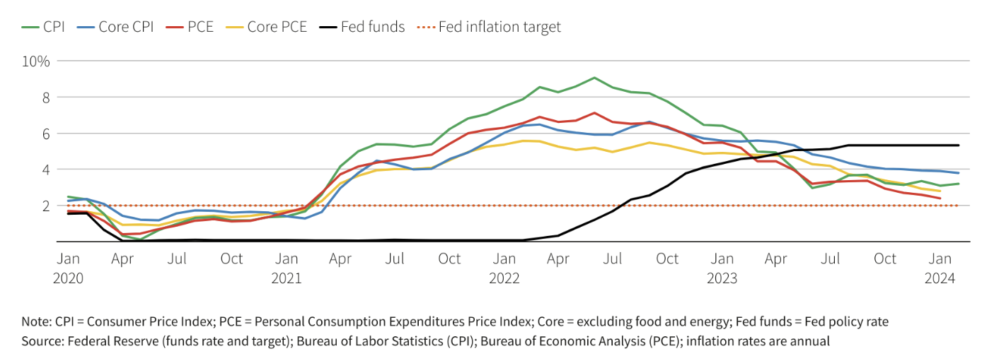 CPI Core CPI PCE Core PCE Fed funds Fed inflation target
10%
8
6
4
2
Jan Apr Jul Oct Jan Apr Jul Oct Jan Apr Jul Oct Jan Apr Jul Oct Jan
2020 2021 2022 2023 2024
Note: CPI = Consumer Price Index; PCE = Personal Consumption Expenditures Price Index; Core = excluding food and energy; Fed funds = Fed policy rate
Source: Federal Reserve (funds rate and target); Bureau of Labor Statistics (CPI); Bureau of Economic Analysis (PCE); inflation rates are annual